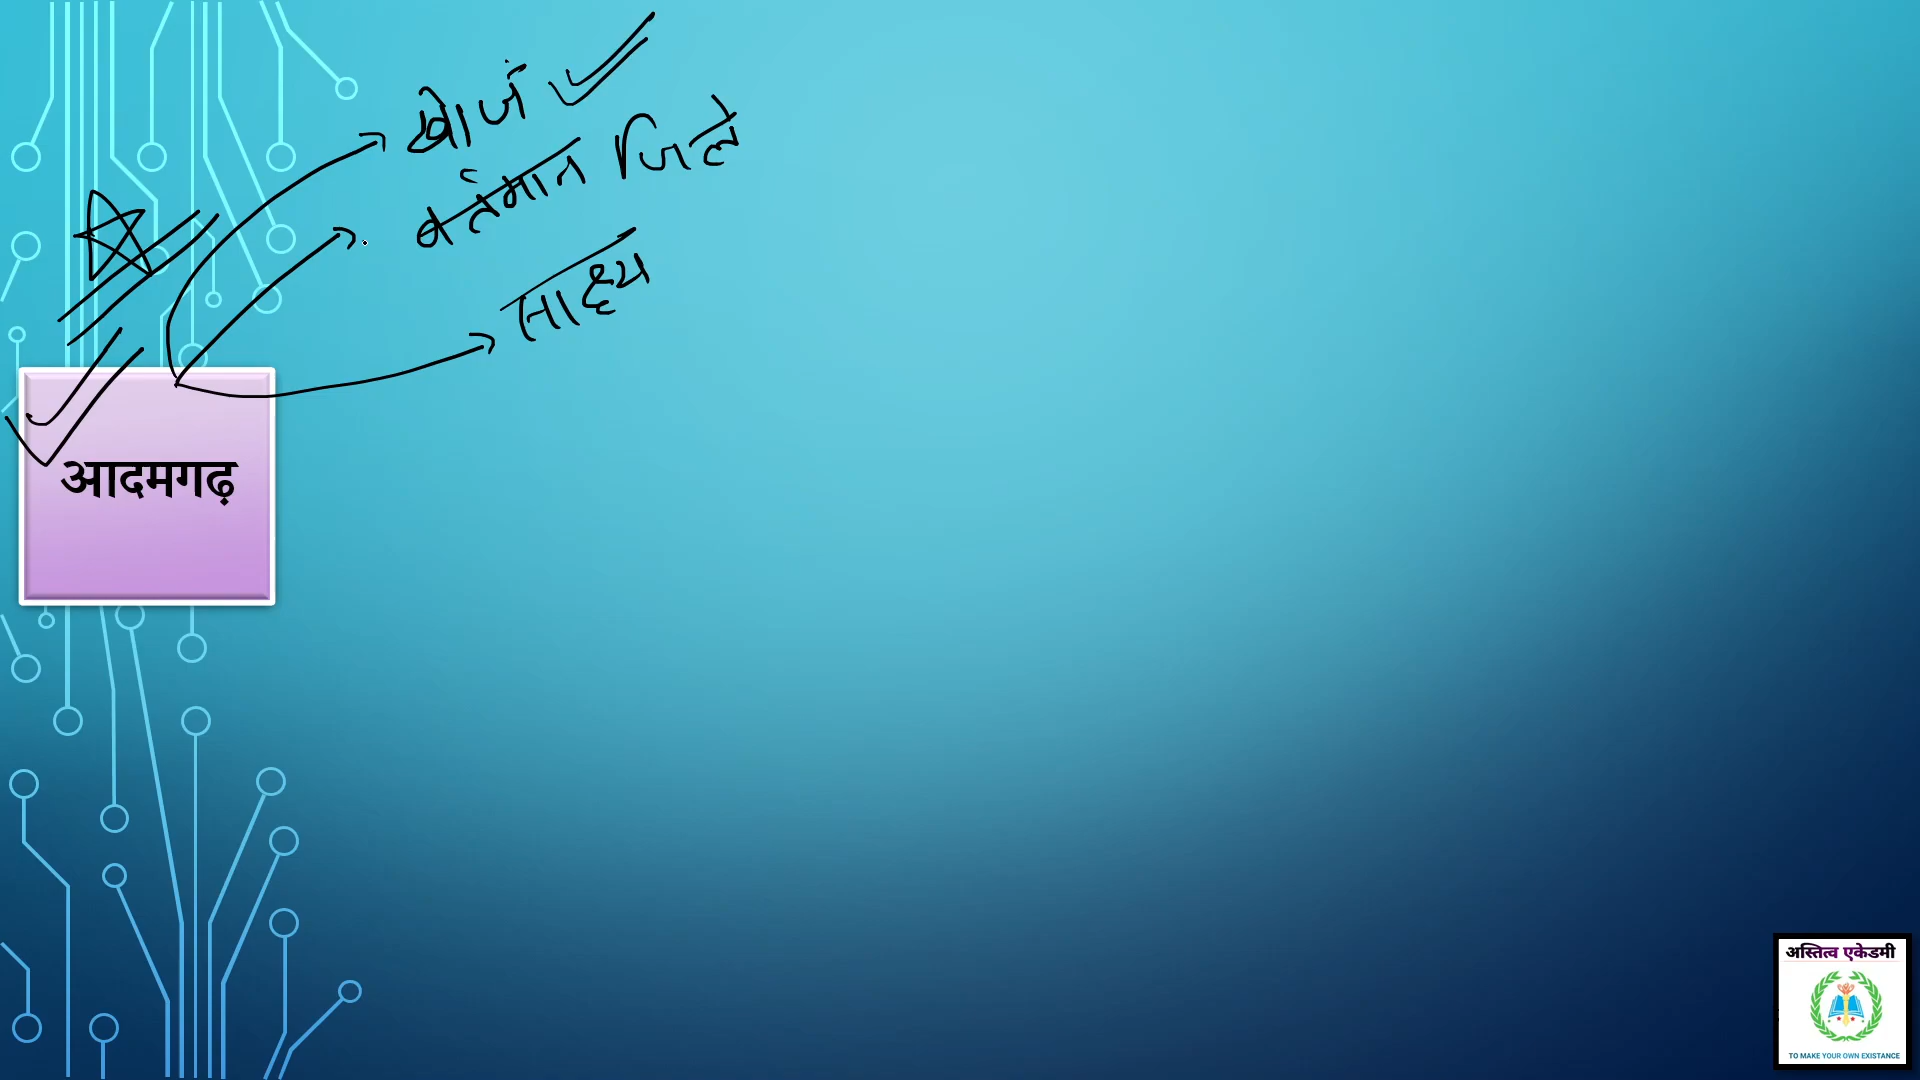 खोजें
वर्तमान जिले
साक्ष्य
आदमगढ़
अस्तित्व एकेडमी
TO MAKE YOUR OWN EXISTANCE